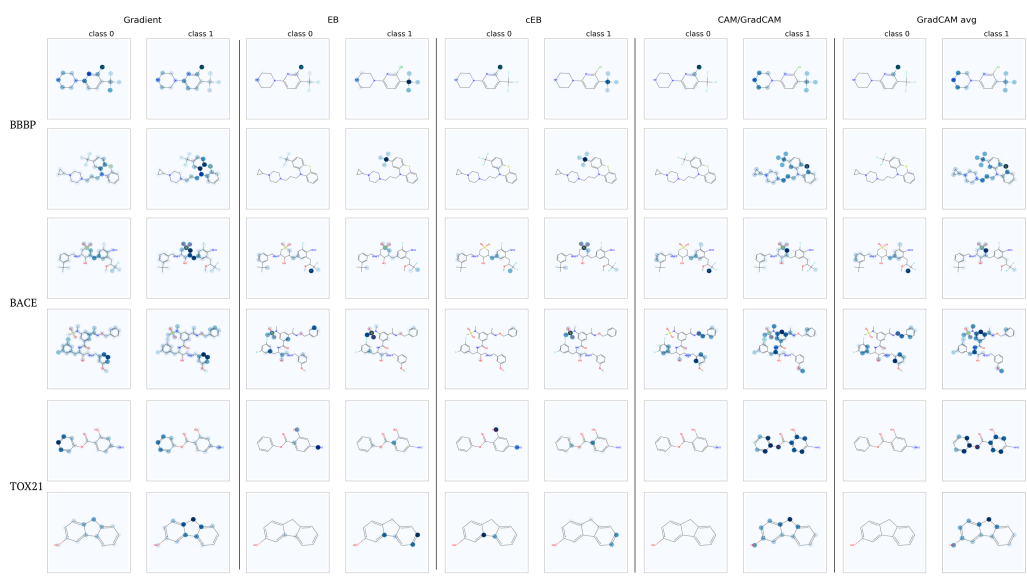 Gradient EB cEB CAM/GradCAM GradCAM avg
class 0 class 1 class 0 class 1 class 0 class 1 class 0 class 1 class 0 class 1
BBBP
BACE
TOX21